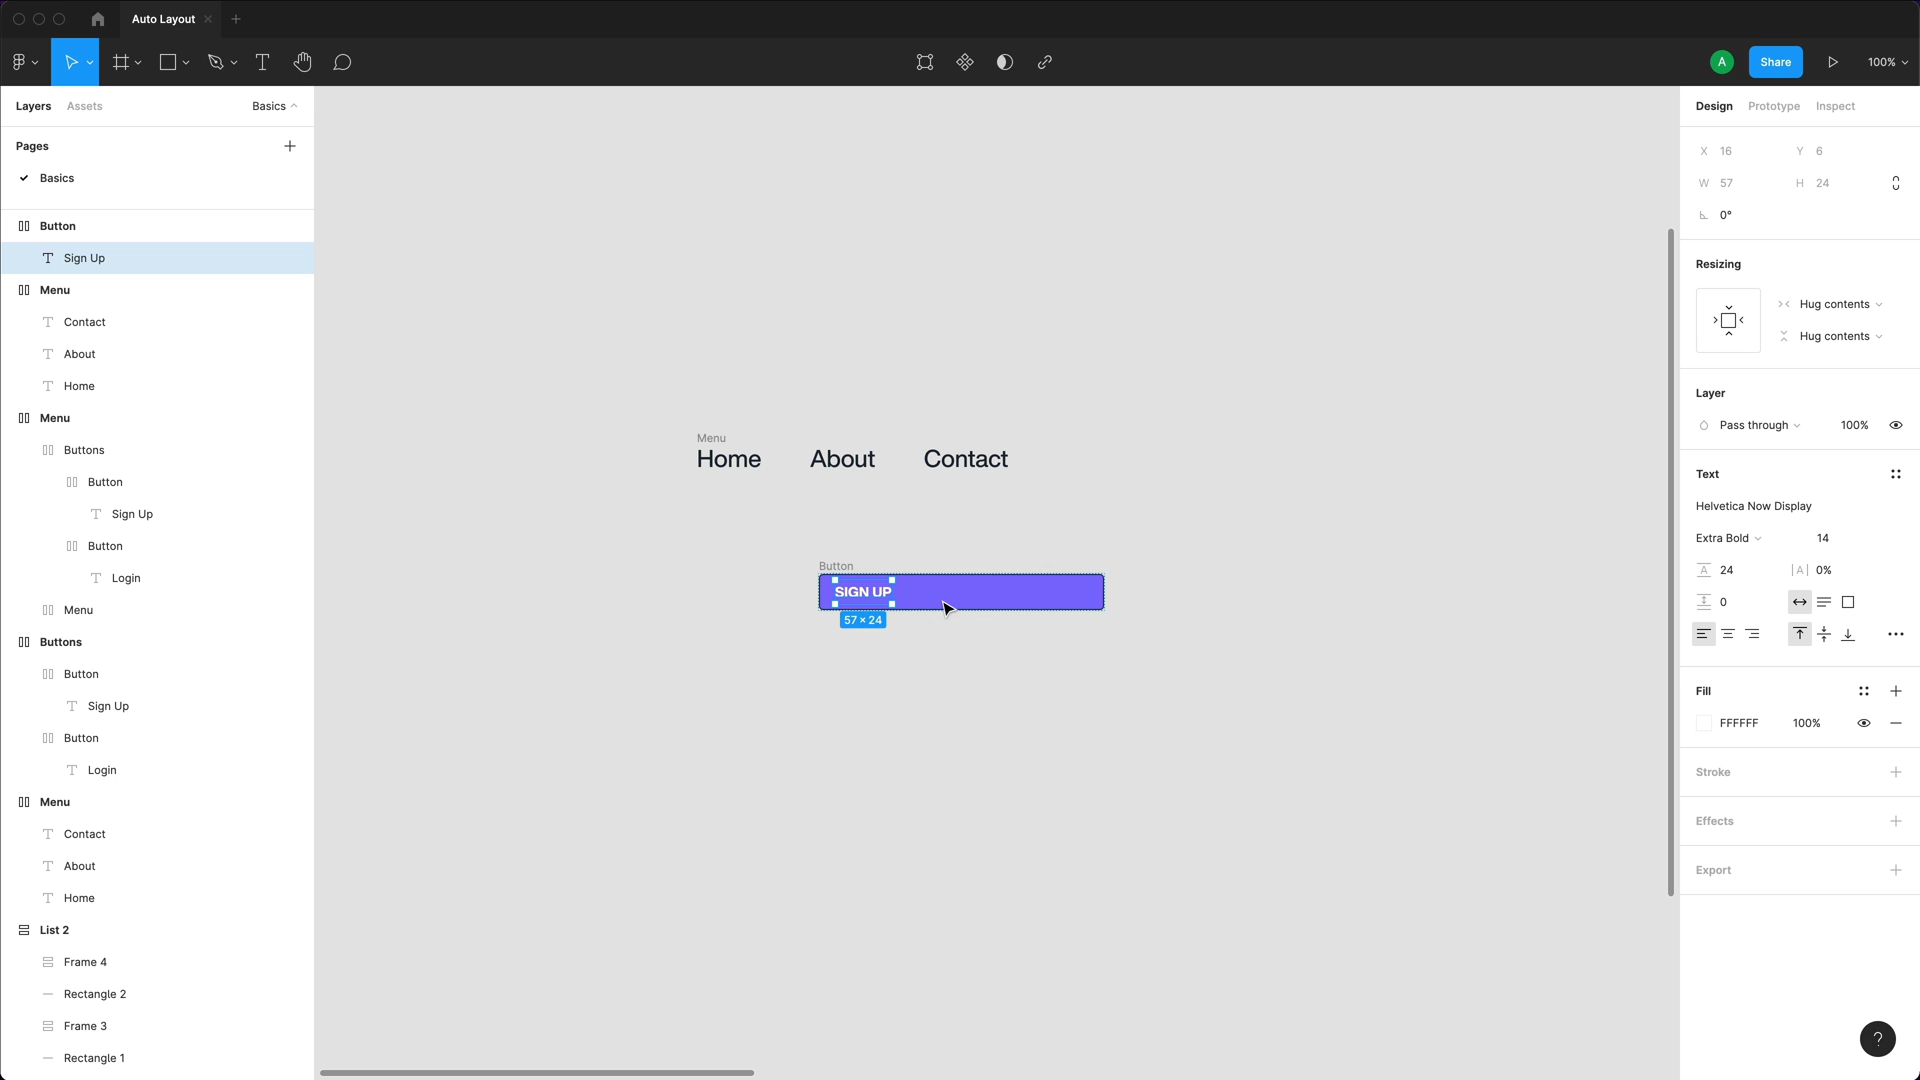 Auto Layout
A
Share
100%
Layers Assets Basics
Pages
Basics
Button
Sign Up
Menu
Contact
About
Home
Menu
Buttons
Button
Sign Up
Button
Login
Menu
Buttons
Button
Sign Up
Button
Login
Menu
Contact
About
Home
List 2
Frame 4
Rectangle 2
Frame 3
Rectangle 1
Menu
Home About Contact
Button
SIGN UP
57 × 24
Design Prototype Inspect
X 16 Y 6
W 57 H 24
0°
Resizing
Hug contents
Hug contents
Layer
Pass through 100%
Text
Helvetica Now Display
Extra Bold 14
A 24 |A| 0%
0
Fill
FFFFFF 100%
Stroke
Effects
Export
?